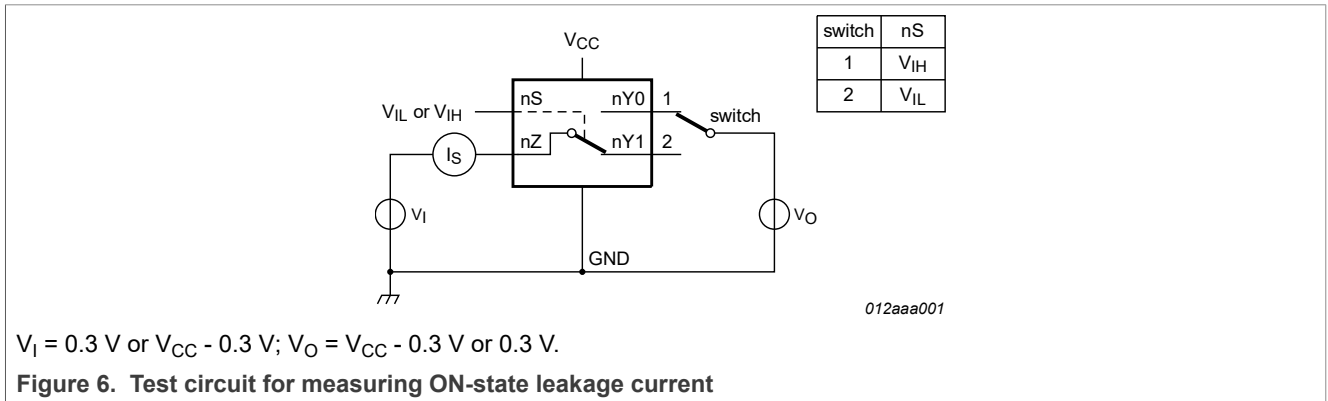 switch nS
1 VIH
2 VIL
VCC
VIL or VIH
nS nY0 1
switch
nZ nY1 2
IS
VI
VO
GND
012aaa001
VI = 0.3 V or VCC - 0.3 V; VO = VCC - 0.3 V or 0.3 V.
Figure 6. Test circuit for measuring ON-state leakage current